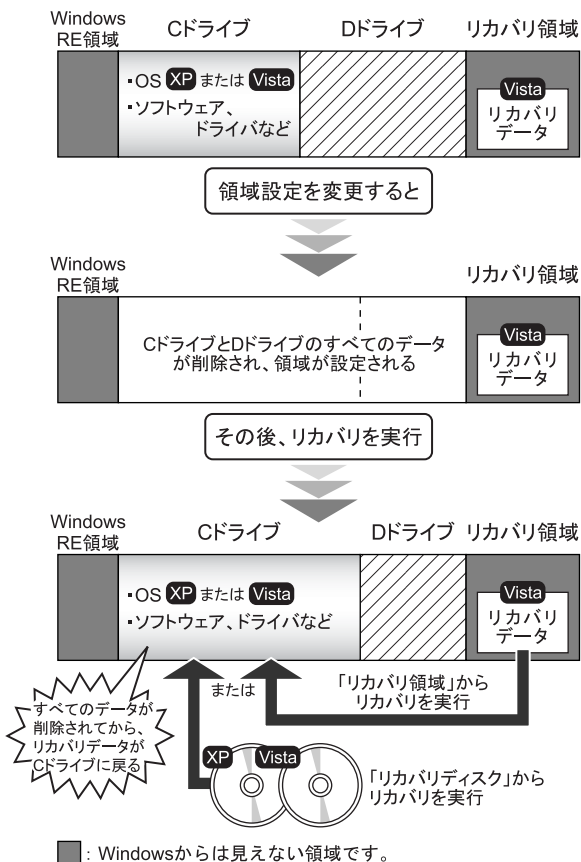 Windows
RE領域
Cドライブ
Dドライブ
リカバリ領域
・OS XP または Vista
・ソフトウェア、
ドライバなど
Vista
リカバリ
データ
領域設定を変更すると
Windows
RE領域
リカバリ領域
CドライブとDドライブのすべてのデータ
が削除され、領域が設定される
Vista
リカバリ
データ
その後、リカバリを実行
Windows
RE領域
Cドライブ
Dドライブ
リカバリ領域
・OS XP または Vista
・ソフトウェア、ドライバなど
Vista
リカバリ
データ
すべてのデータが
削除されてから、
リカバリデータが
Cドライブに戻る
または
「リカバリ領域」から
リカバリを実行
XP
Vista
「リカバリディスク」から
リカバリを実行
: Windowsからは見えない領域です。